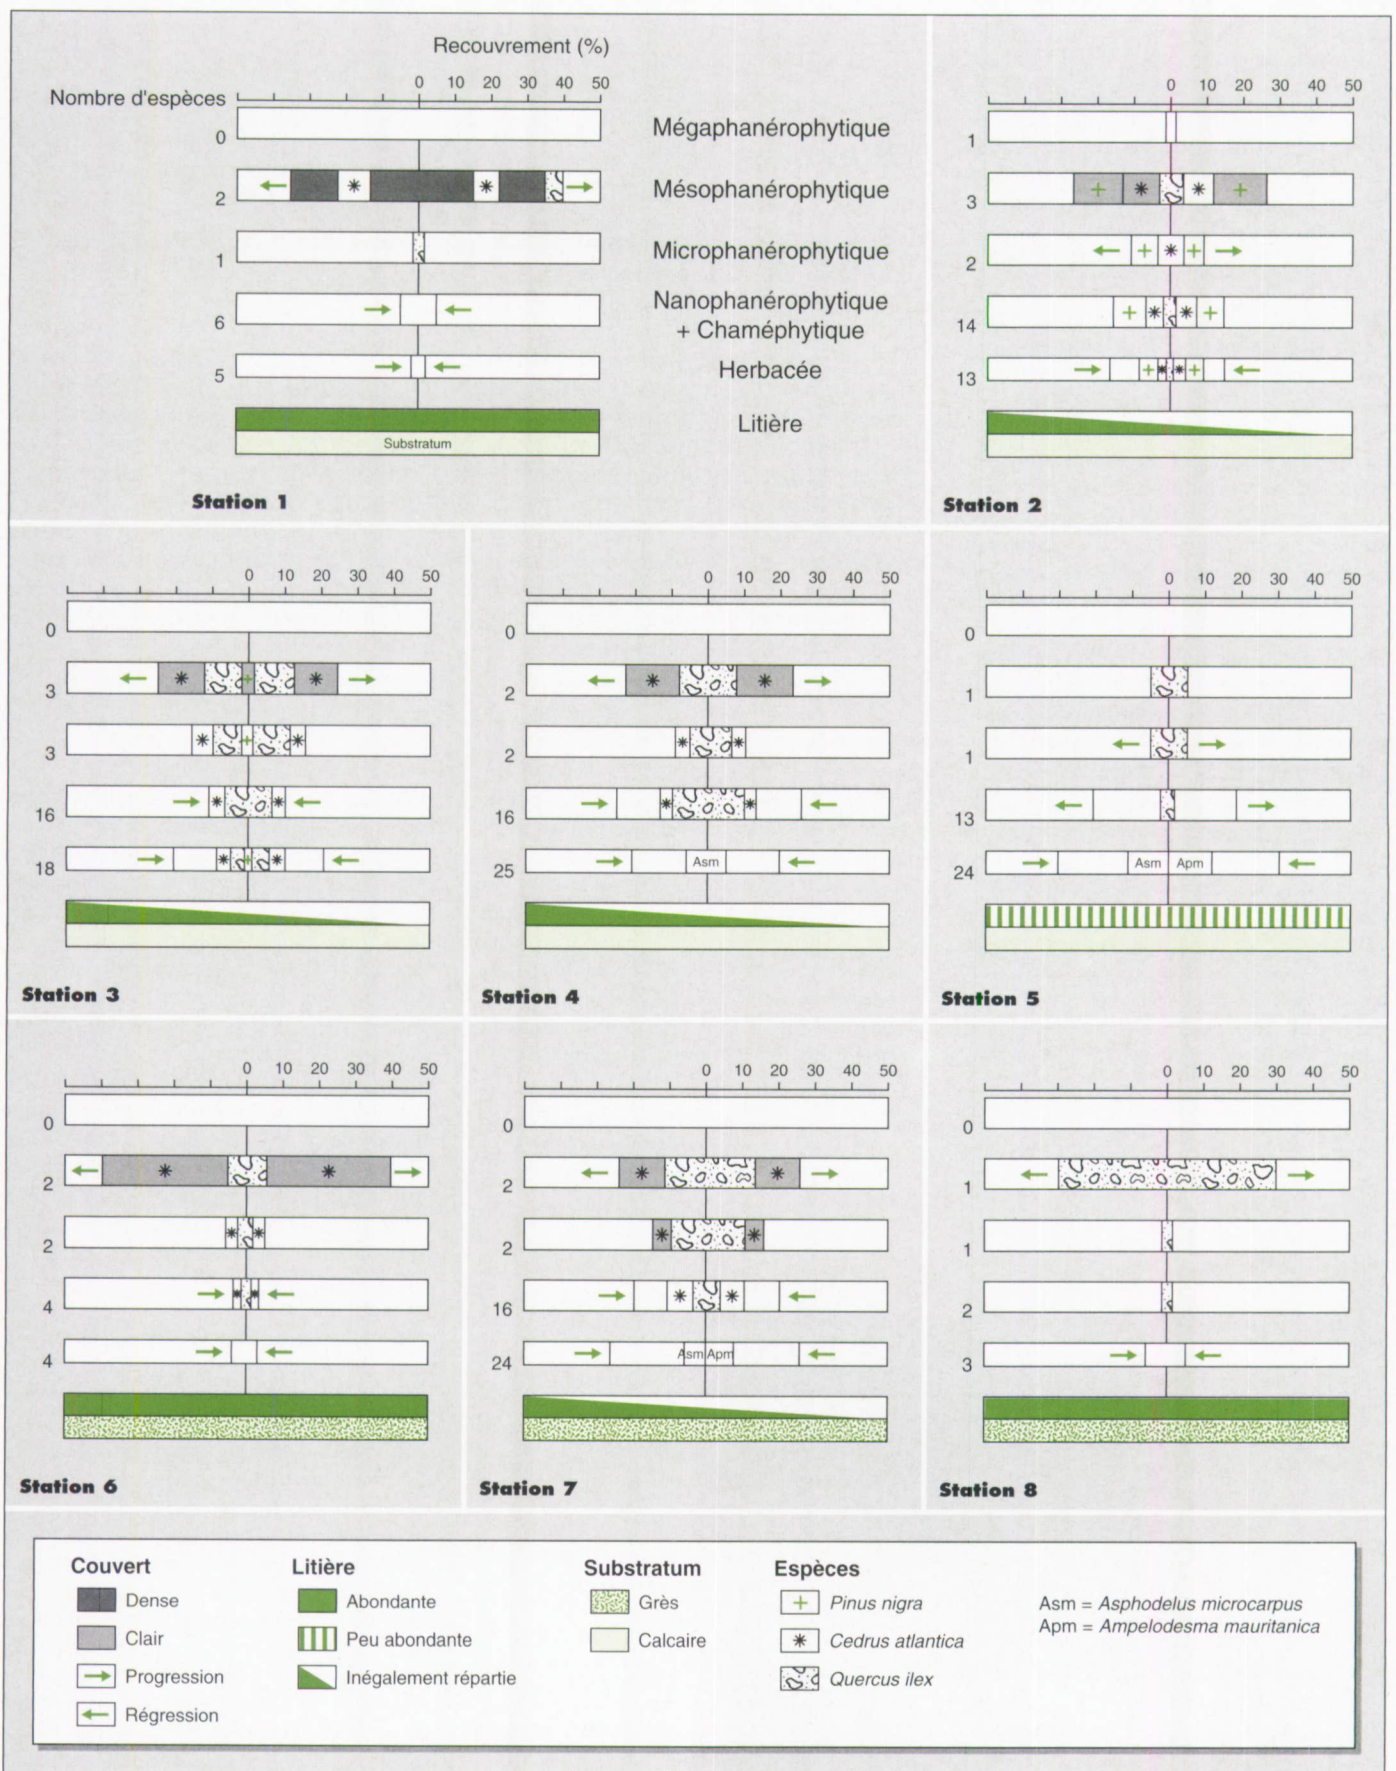 Recouvrement (%)
Nombre d'espèces
0 10 20 30 40 50
0 Mégaphanérophytique
2 Mésophanérophytique
1 Microphanérophytique
6 Nanophanérophytique
+ Chaméphytique
5 Herbacée
Litière
Substratum
Station 1
0 10 20 30 40 50
1
3
2
14
13
Station 2
0 10 20 30 40 50
0
3
3
16
18
Station 3
0 10 20 30 40 50
0
2
2
16
25 Asm
Station 4
0 10 20 30 40 50
0
1
1
13
24 Asm Apm
Station 5
0 10 20 30 40 50
0
2
2
4
4
Station 6
0 10 20 30 40 50
0
2
2
16
24 Asm Apm
Station 7
0 10 20 30 40 50
0
1
1
2
3
Station 8
Couvert
Dense
Clair
Progression
Régression
Litière
Abondante
Peu abondante
Inégalement répartie
Substratum
Grès
Calcaire
Espèces
Pinus nigra
Cedrus atlantica
Quercus ilex
Asm = Asphodelus microcarpus
Apm = Ampelodesma mauritanica